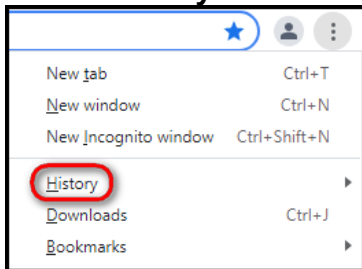 New tab Ctrl+T
New window Ctrl+N
New Incognito window Ctrl+Shift+N
History
Downloads Ctrl+J
Bookmarks